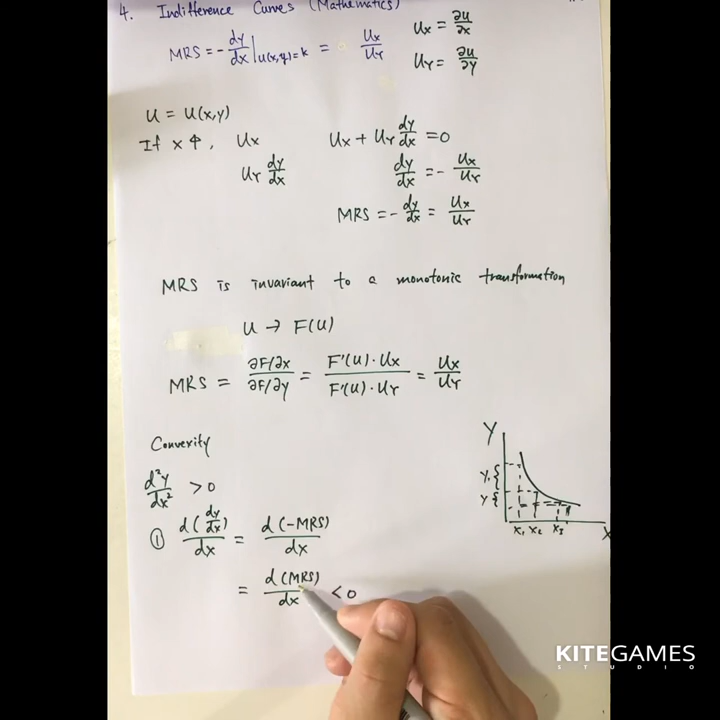 4. Indifference Curves (Mathematics)
MRS = - dy/dx | u(x,y)=k = Ux/UY
Ux = ∂u/∂x
UY = ∂u/∂y
U = U(x,y)
If x ↑, Ux
UY dy/dx
Ux + UY dy/dx = 0
dy/dx = - Ux/UY
MRS = - dy/dx = Ux/UY
MRS is invariant to a monotonic transformation
U → F(U)
MRS = ∂F/∂x / ∂F/∂y = F'(U)·Ux / F'(U)·UY = Ux/UY
Convexity
d²Y/dx² > 0
① d(dy/dx)/dx = d(-MRS)/dx
= d(MRS)/dx < 0
Y
Y1
Y
x1 x2 x3
X
KITEGAMES
STUDIO